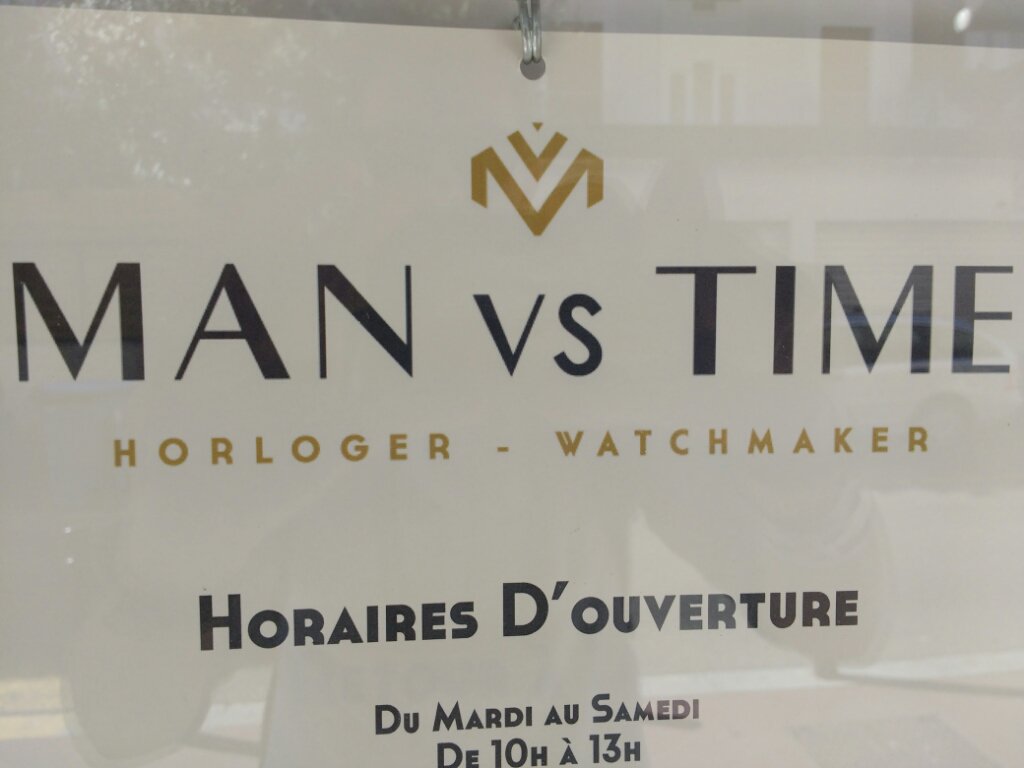 MAN VS TIME
HORLOGER - WATCHMAKER
HORAIRES D'OUVERTURE
DU MARDI AU SAMEDI
DE 10H À 13H